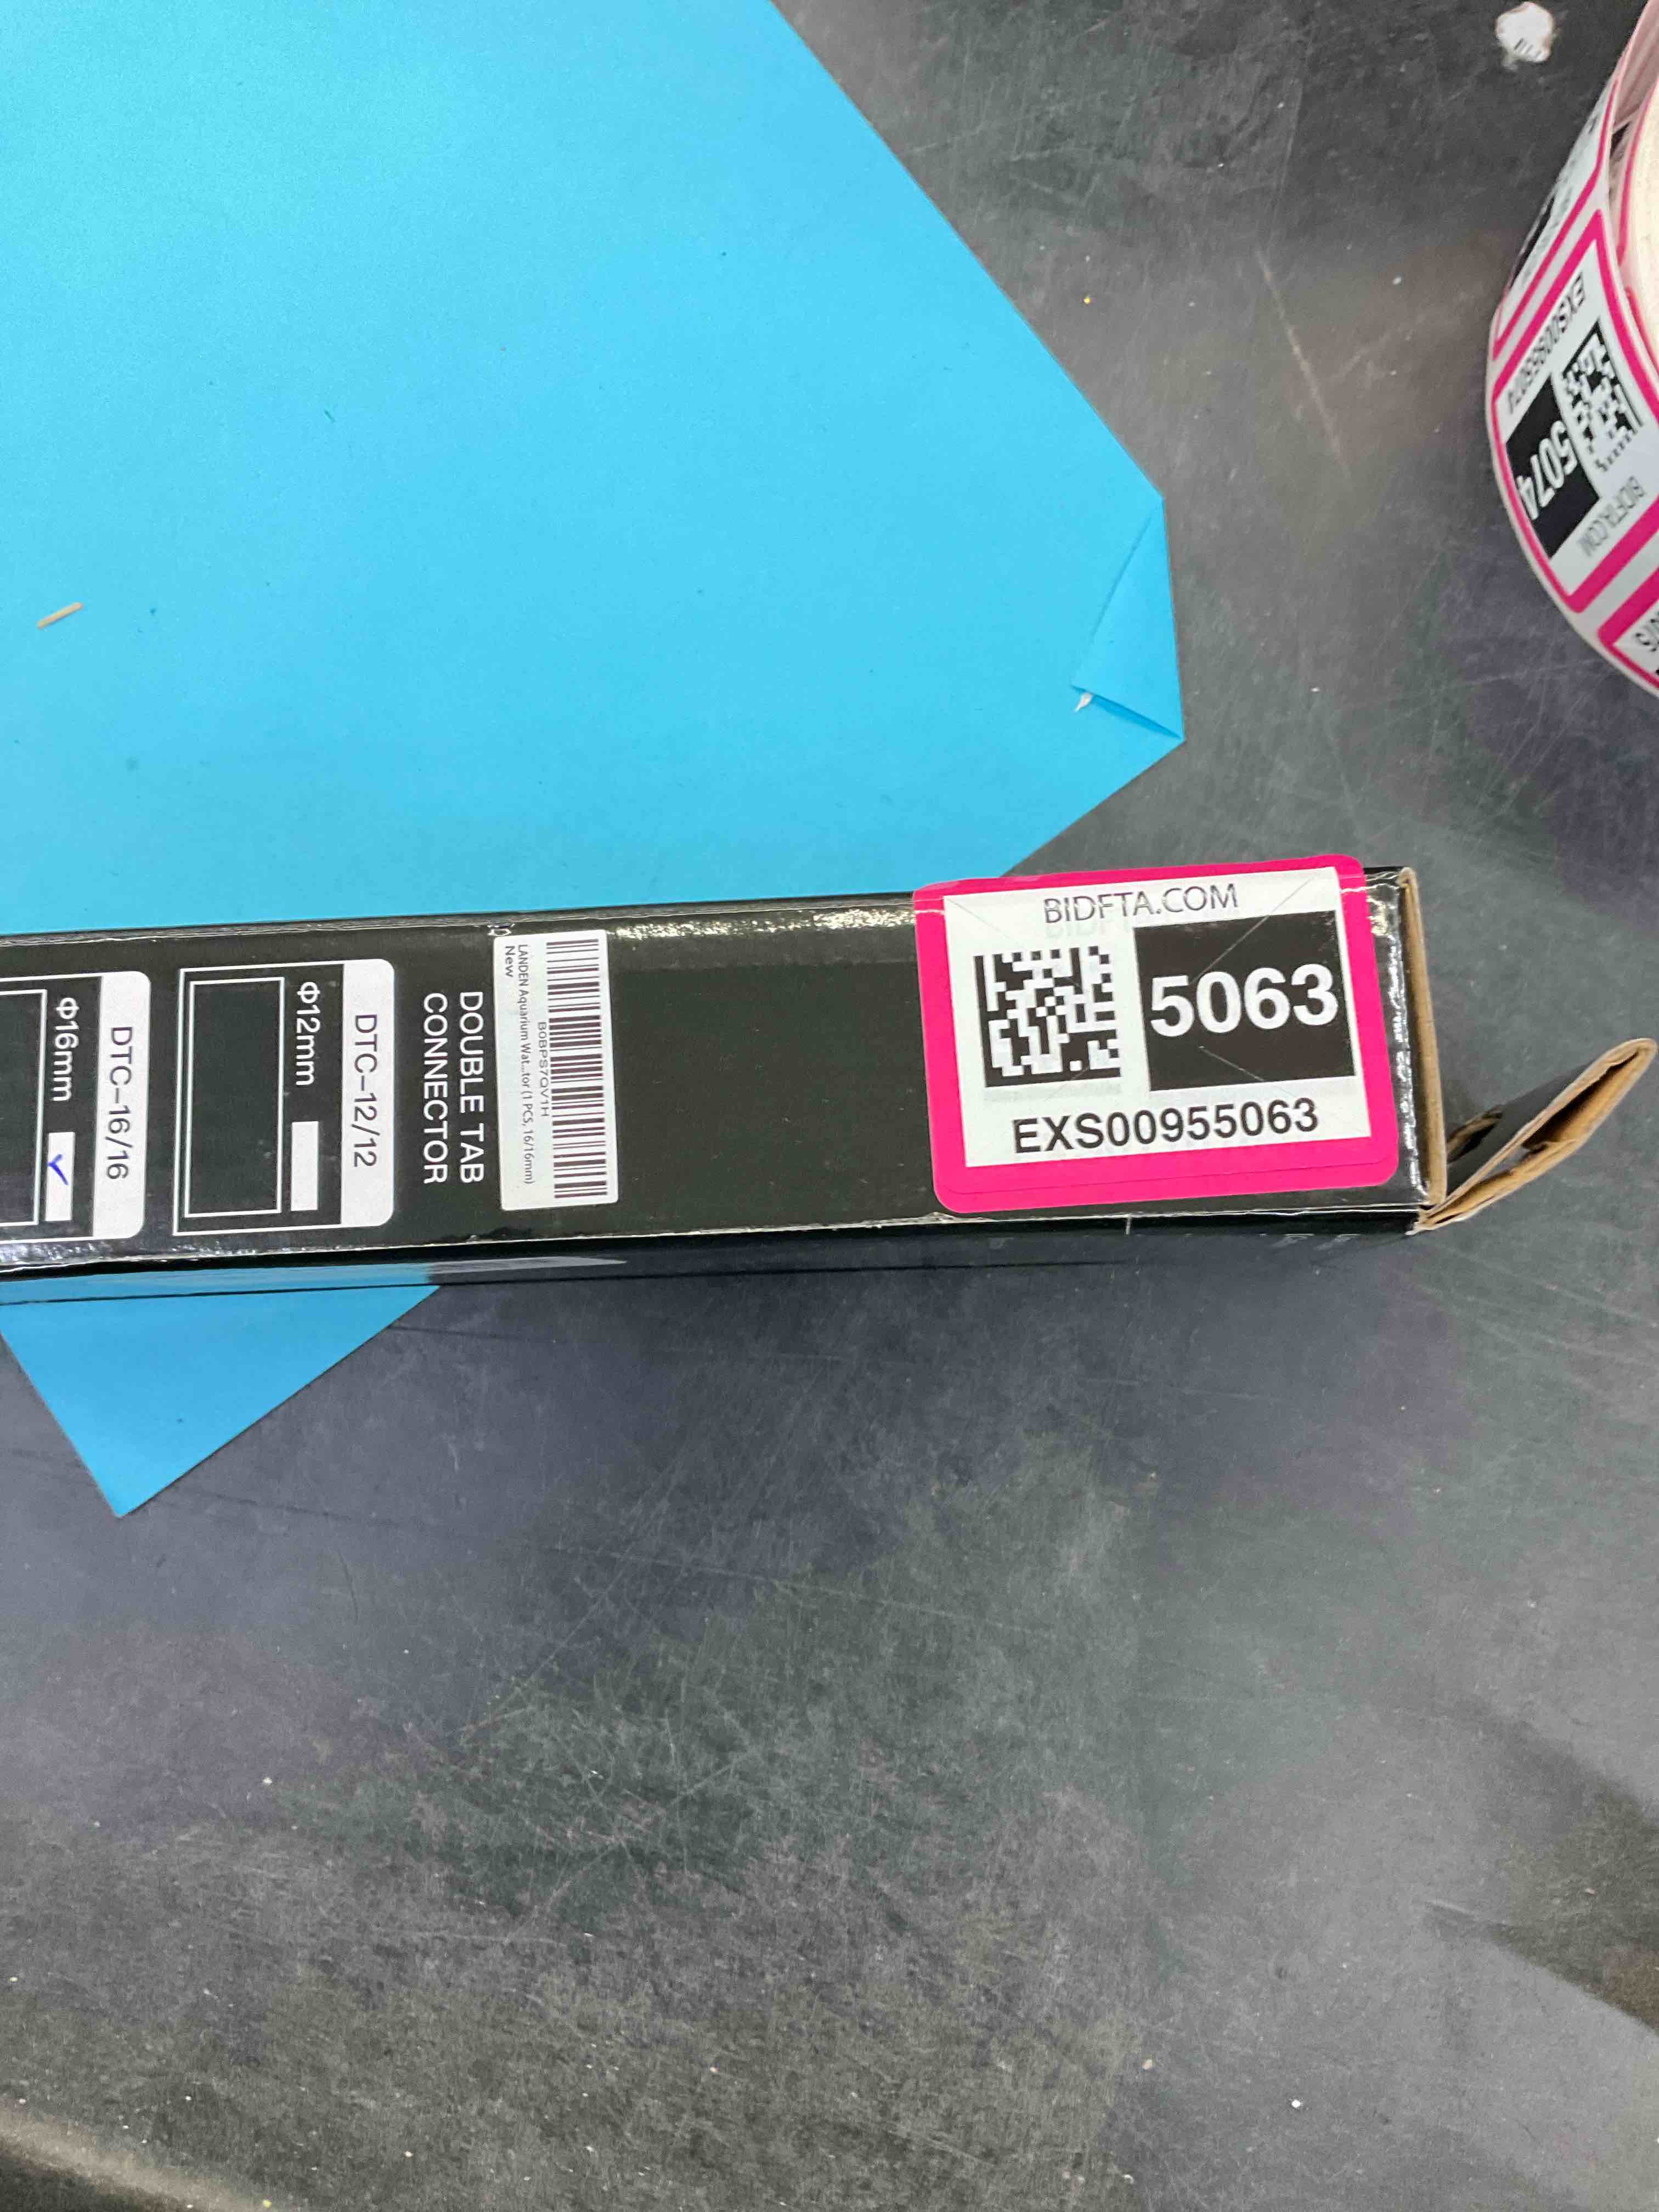 BIDFTA.COM
5063
EXS00955063
B0BPS7QV1H
LANDEN Aquarium Wat...tor (1 PCS, 16/16mm)
New
DOUBLE TAB
CONNECTOR
DTC-12/12
Φ12mm
DTC-16/16
Φ16mm
EXS00955074
5074
BIDFTA.COM